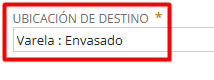 UBICACIÓN DE DESTINO *
Varela : Envasado